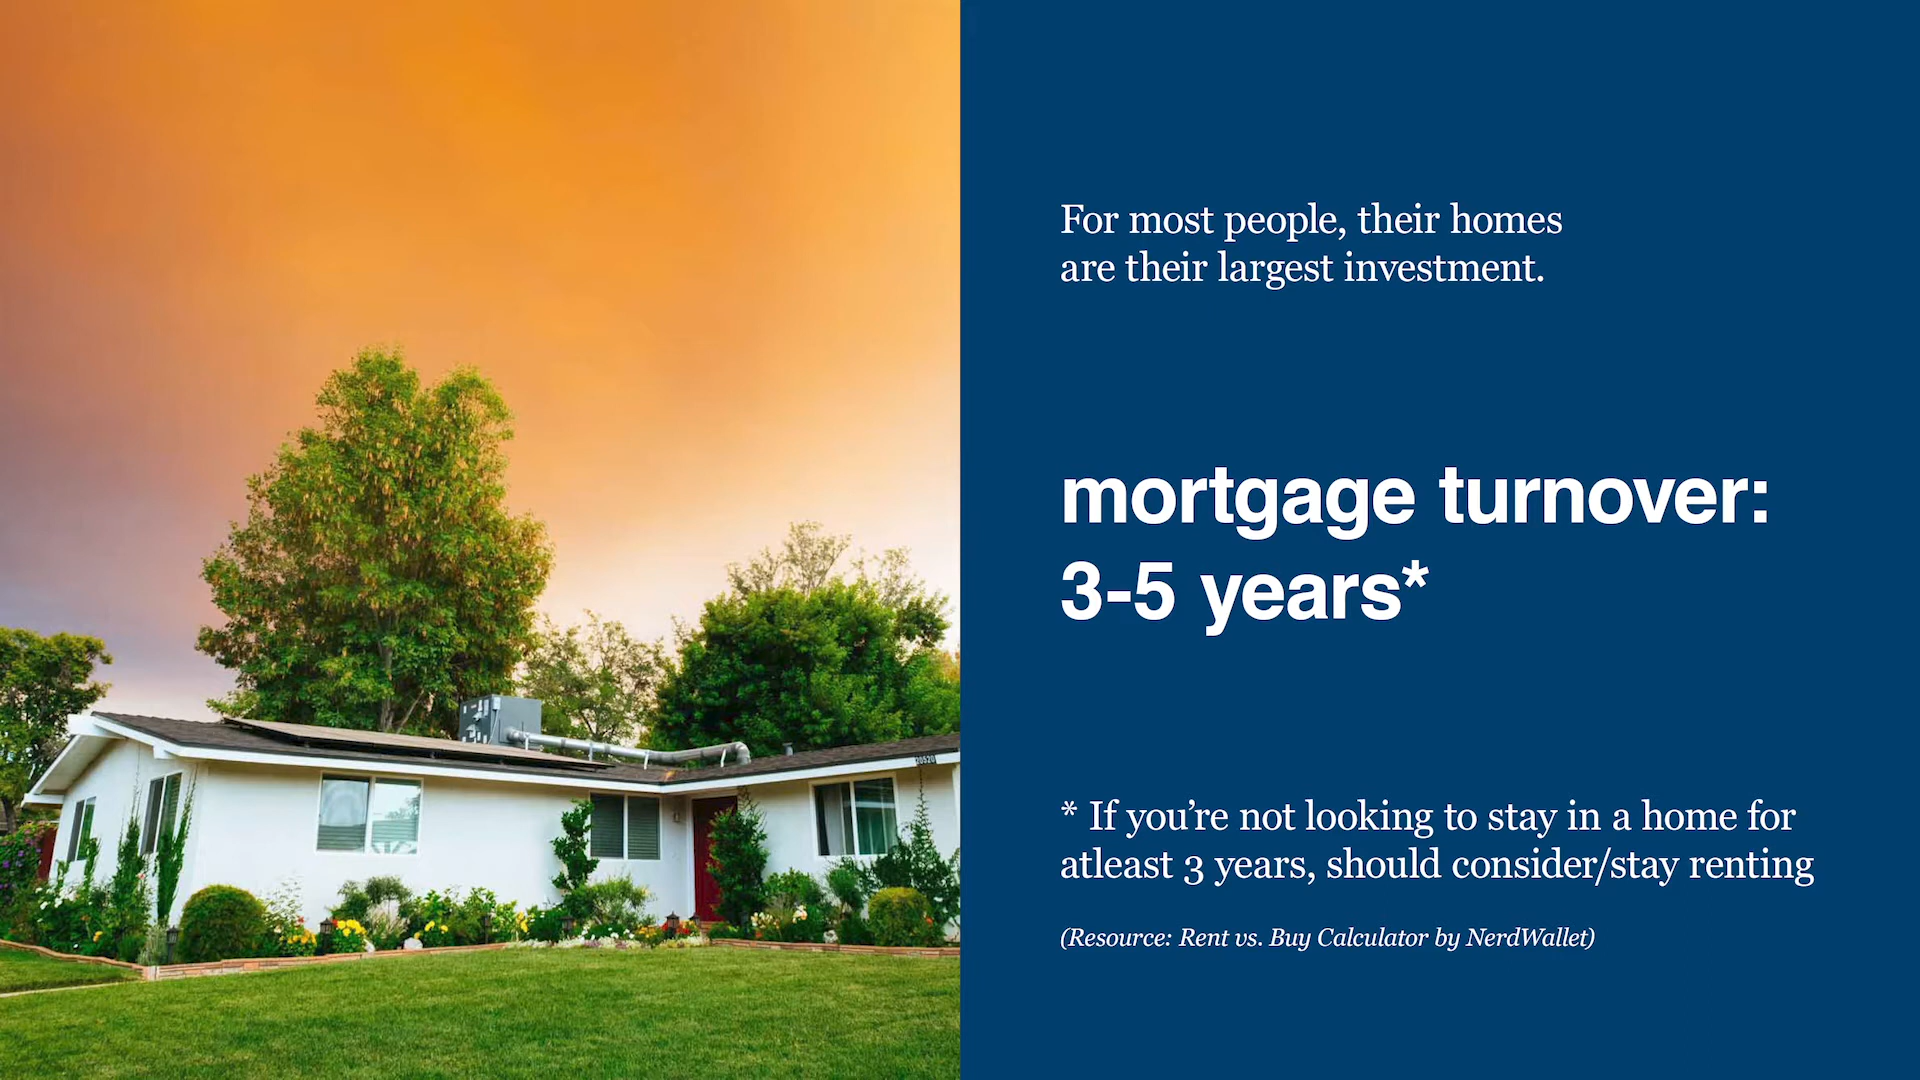 For most people, their homes
are their largest investment.
mortgage turnover:
3-5 years*
* If you’re not looking to stay in a home for
atleast 3 years, should consider/stay renting
(Resource: Rent vs. Buy Calculator by NerdWallet)